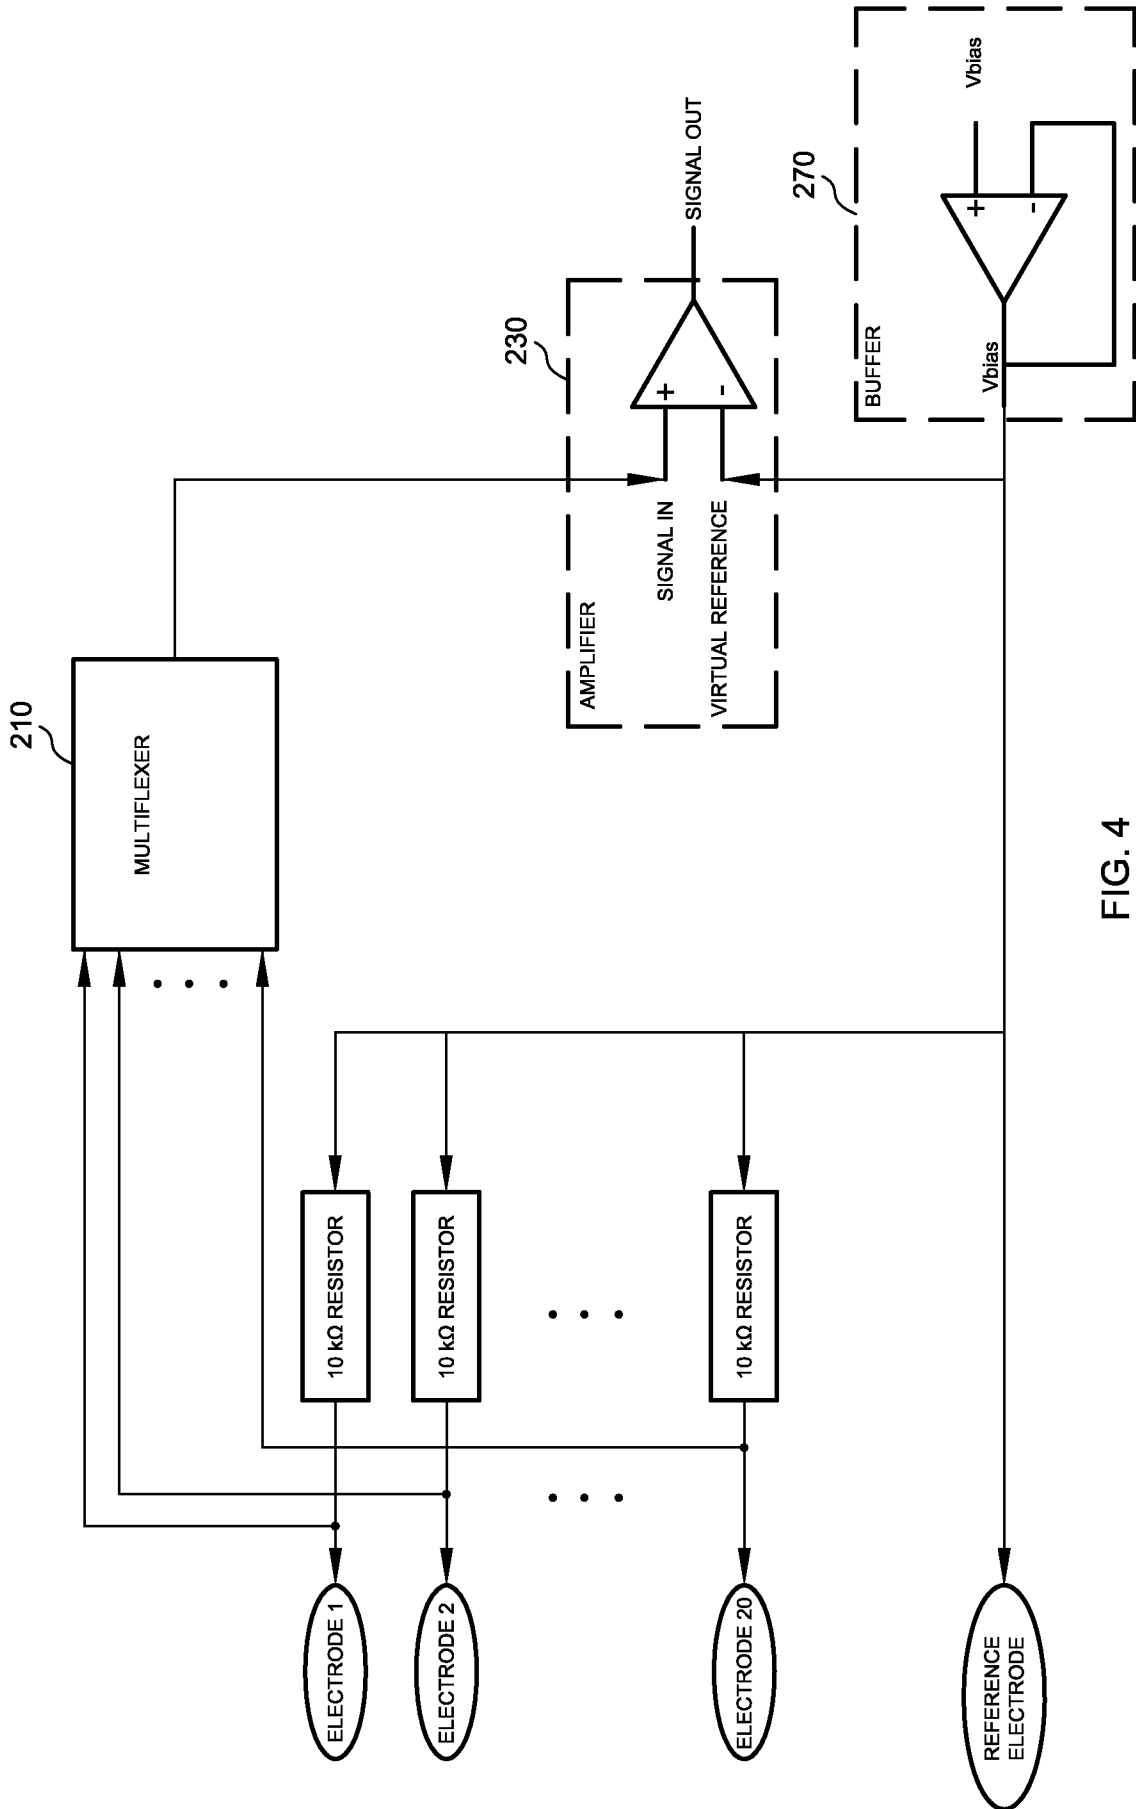 210
MULTIFLEXER
ELECTRODE 1
10 kΩ RESISTOR
ELECTRODE 2
10 kΩ RESISTOR
ELECTRODE 20
10 kΩ RESISTOR
230
AMPLIFIER
SIGNAL IN
+
VIRTUAL REFERENCE
-
SIGNAL OUT
270
BUFFER
Vbias
+
-
Vbias
REFERENCE
ELECTRODE
FIG. 4